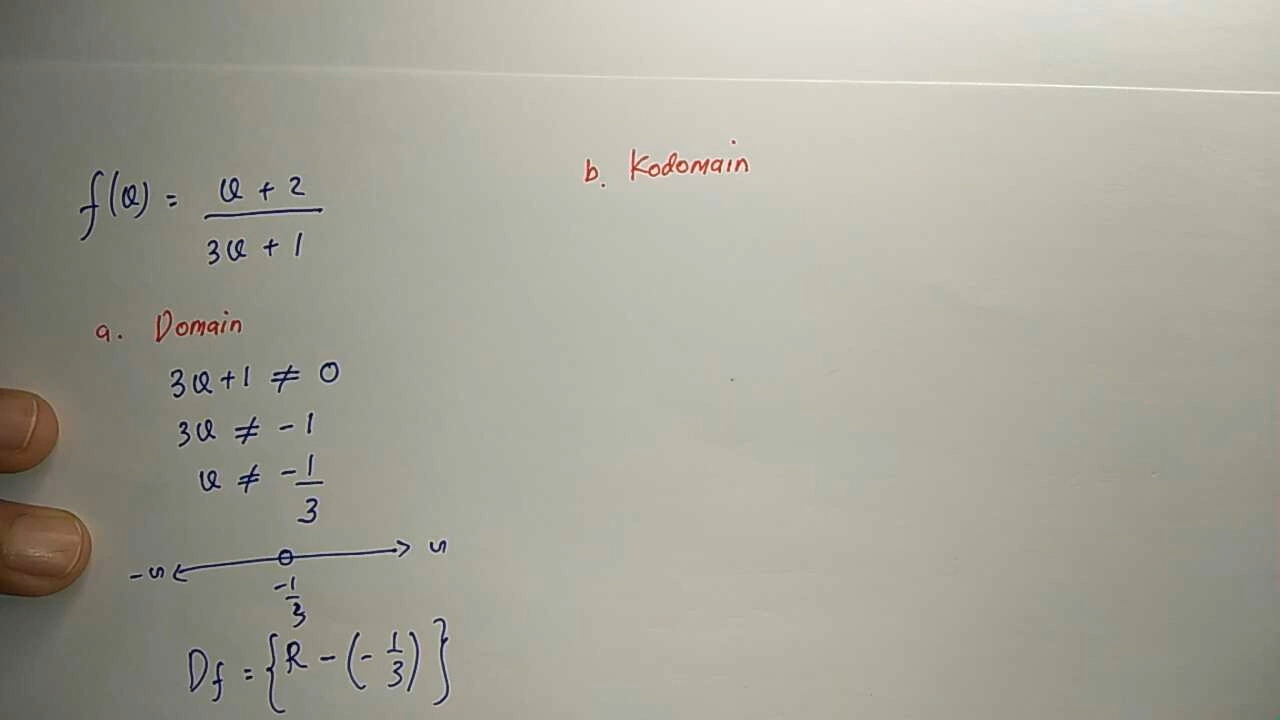 f(x) = x + 2 / 3x + 1
a. Domain
3x + 1 ≠ 0
3x ≠ -1
x ≠ -1/3
-∽ ∽
-1/3
Df = {R - (-1/3)}
b. Kodomain